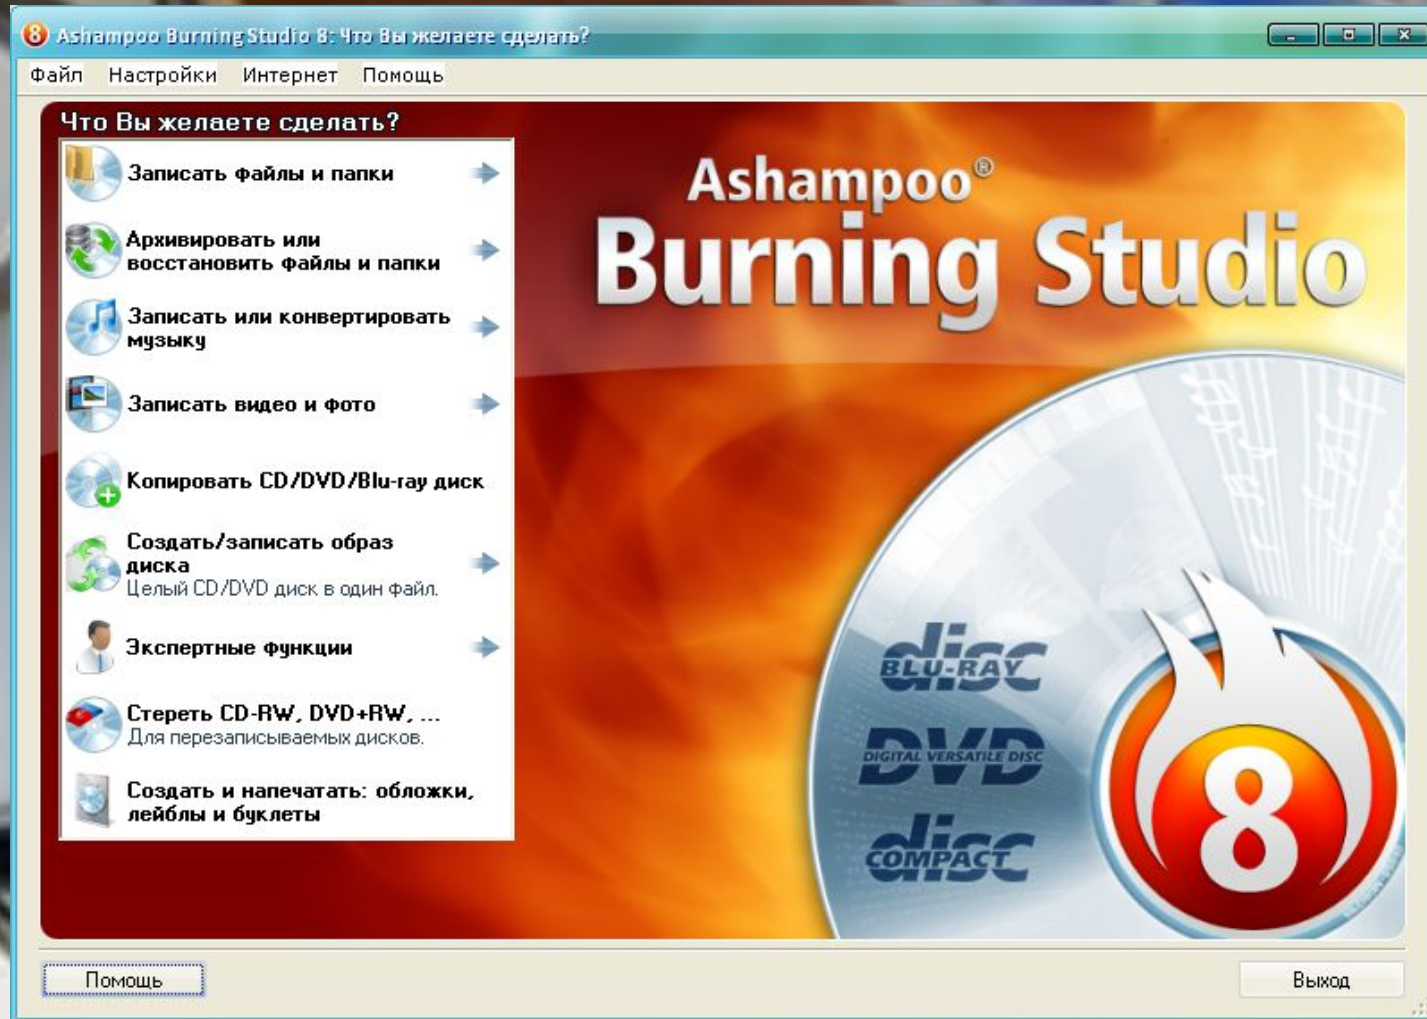 Ashampoo Burning Studio 8: Что Вы желаете сделать?
Файл Настройки Интернет Помощь
Что Вы желаете сделать?
Записать файлы и папки
Архивировать или
восстановить файлы и папки
Записать или конвертировать
музыку
Записать видео и фото
Копировать CD/DVD/Blu-ray диск
Создать/записать образ
диска
Целый CD/DVD диск в один файл.
Экспертные функции
Стереть CD-RW, DVD+RW, ...
Для перезаписываемых дисков.
Создать и напечатать: обложки,
лейблы и буклеты
Ashampoo®
Burning Studio
disc
BLU-RAY
DVD
DIGITAL VERSATILE DISC
disc
COMPACT
8
Помощь
Выход